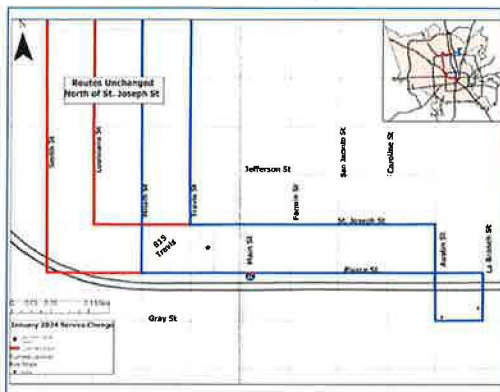 Routes Unchanged
North of St. Joseph St
Smith St
Louisiana St
Milam St
Travis St
Jefferson St
Fannin St
San Jacinto St
Caroline St
St. Joseph St
815
Travis
Main St
Austin St
La Branch St
Pierce St
Gray St
January 2024 Service Change